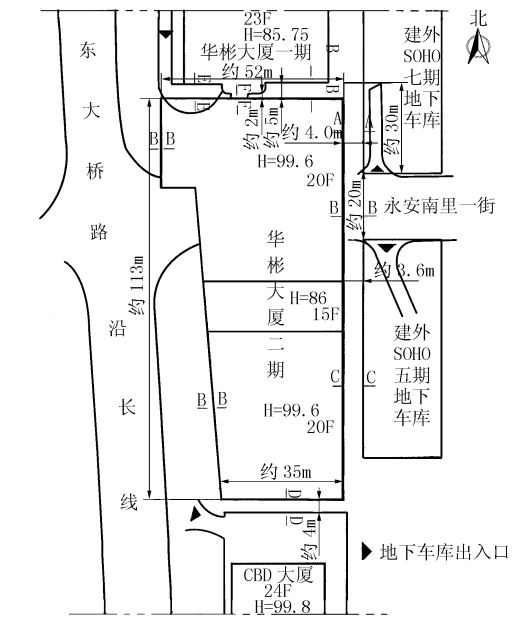 23F
H=85.75
华彬大厦一期
约52m
北
建外
SOHO
七期
地下
车库
东大桥路沿长线
B
B
E
E
E
E
A
A
约2m
约5m
约4.0m
约30m
B B
H=99.6
20F
B B
约20m
永安南里一街
约113m
华彬大厦二期
约3.6m
H=86
15F
建外
SOHO
五期
地下
车库
C C
B B
H=99.6
20F
约35m
D
D
约4m
地下车库出入口
CBD大厦
24F
H=99.8